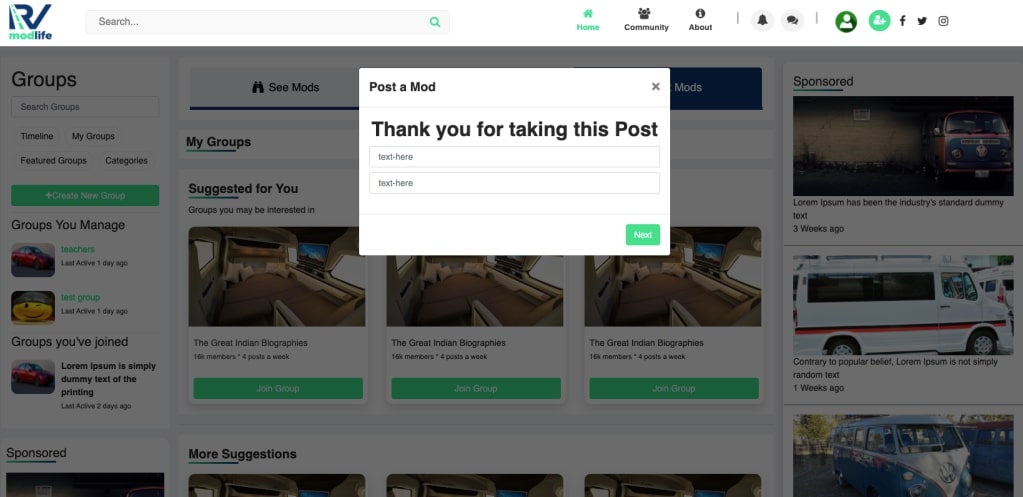 RV
modlife
Search...
Home
Community
About
Groups
Search Groups
Timeline
My Groups
Featured Groups
Categories
+Create New Group
Groups You Manage
teachers
Last Active 1 day ago
test group
Last Active 1 day ago
Groups you've joined
Lorem Ipsum is simply
dummy text of the
printing
Last Active 2 days ago
Sponsored
See Mods
Mods
My Groups
Suggested for You
Groups you may be interested in
The Great Indian Biographies
16k members * 4 posts a week
Join Group
The Great Indian Biographies
16k members * 4 posts a week
Join Group
The Great Indian Biographies
16k members * 4 posts a week
Join Group
More Suggestions
Post a Mod
×
Thank you for taking this Post
text-here
text-here
Next
Sponsored
Lorem Ipsum has been the industry's standard dummy
text
3 Weeks ago
Contrary to popular belief, Lorem Ipsum is not simply
random text
1 Weeks ago